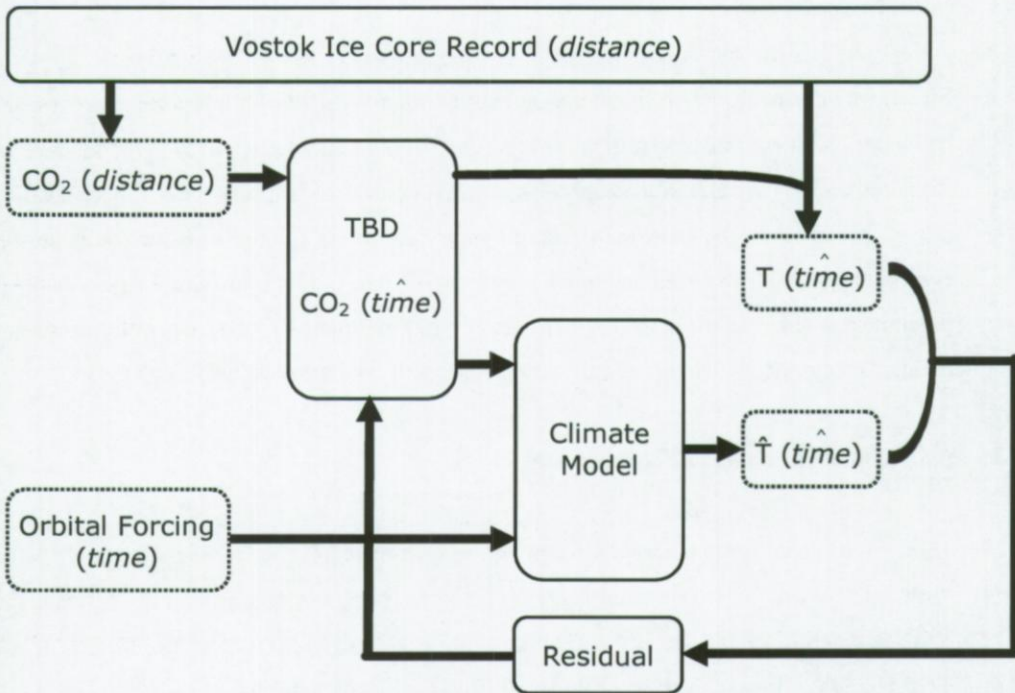 Vostok Ice Core Record (distance)
CO₂ (distance)
TBD
CO₂ (time^)
T (time^)
Climate
Model
T̂ (time^)
Orbital Forcing
(time)
Residual